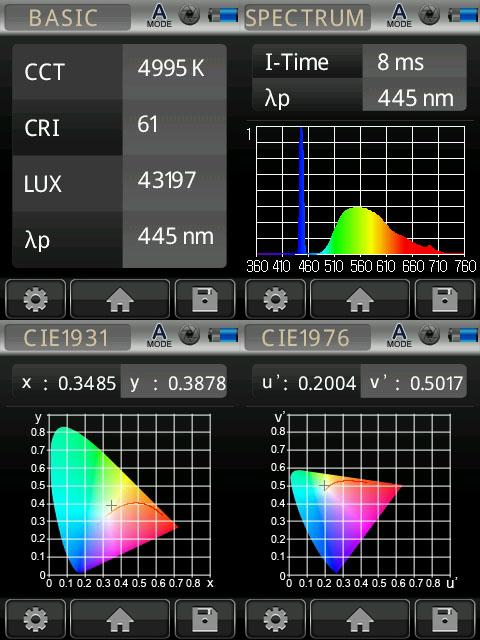 BASIC
A MODE
CCT 4995 K
CRI 61
LUX 43197
λp 445 nm
SPECTRUM
A MODE
I-Time 8 ms
λp 445 nm
1
360 410 460 510 560 610 660 710 760
CIE1931
A MODE
x : 0.3485 y : 0.3878
y
0.8
0.7
0.6
0.5
0.4
0.3
0.2
0.1
0
0 0.1 0.2 0.3 0.4 0.5 0.6 0.7 0.8 x
CIE1976
A MODE
u' : 0.2004 v' : 0.5017
v'
0.8
0.7
0.6
0.5
0.4
0.3
0.2
0.1
0
0 0.1 0.2 0.3 0.4 0.5 0.6 0.7 0.8 u'